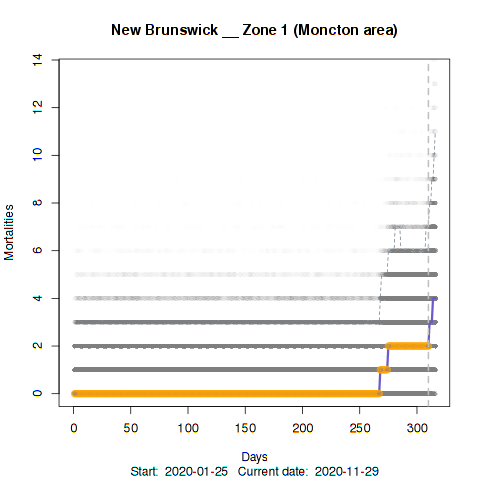 New Brunswick __ Zone 1 (Moncton area)
Mortalities
14
12
10
8
6
4
2
0
0 50 100 150 200 250 300
Days
Start: 2020-01-25 Current date: 2020-11-29